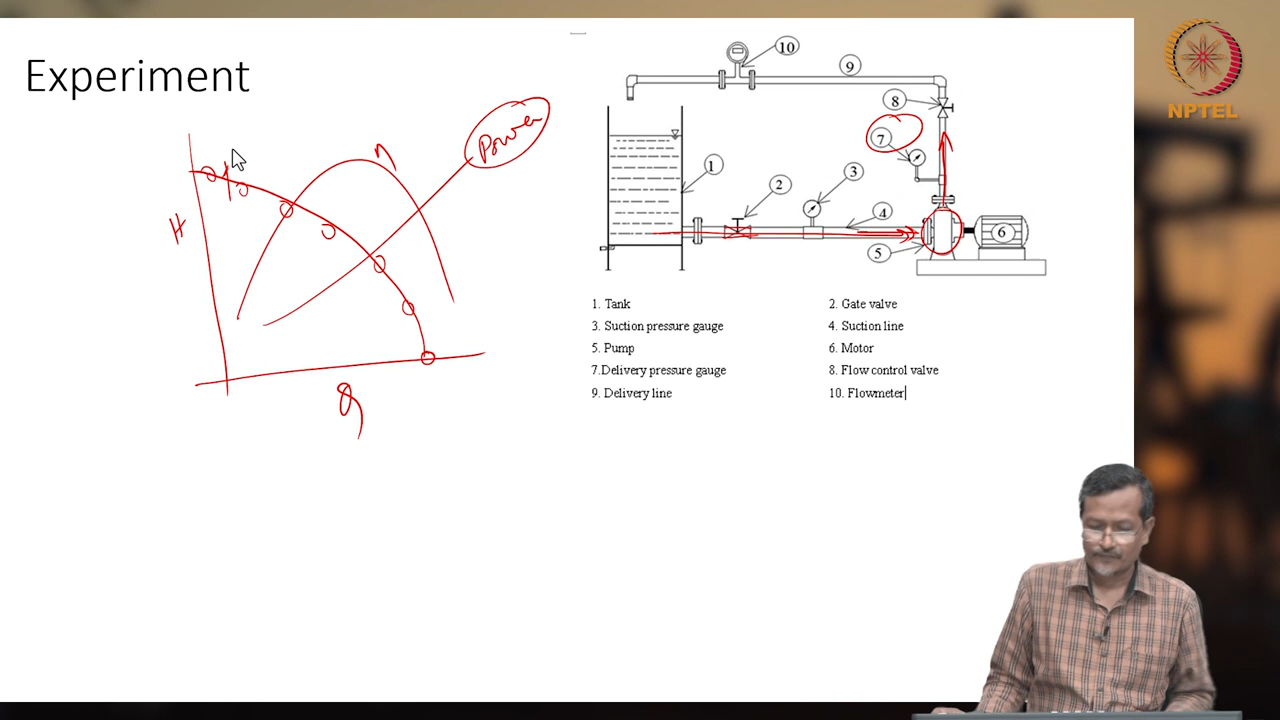 Experiment
H
η
Power
Q
10
9
8
7
1
2
3
4
5
6
1. Tank
2. Gate valve
3. Suction pressure gauge
4. Suction line
5. Pump
6. Motor
7.Delivery pressure gauge
8. Flow control valve
9. Delivery line
10. Flowmeter
NPTEL